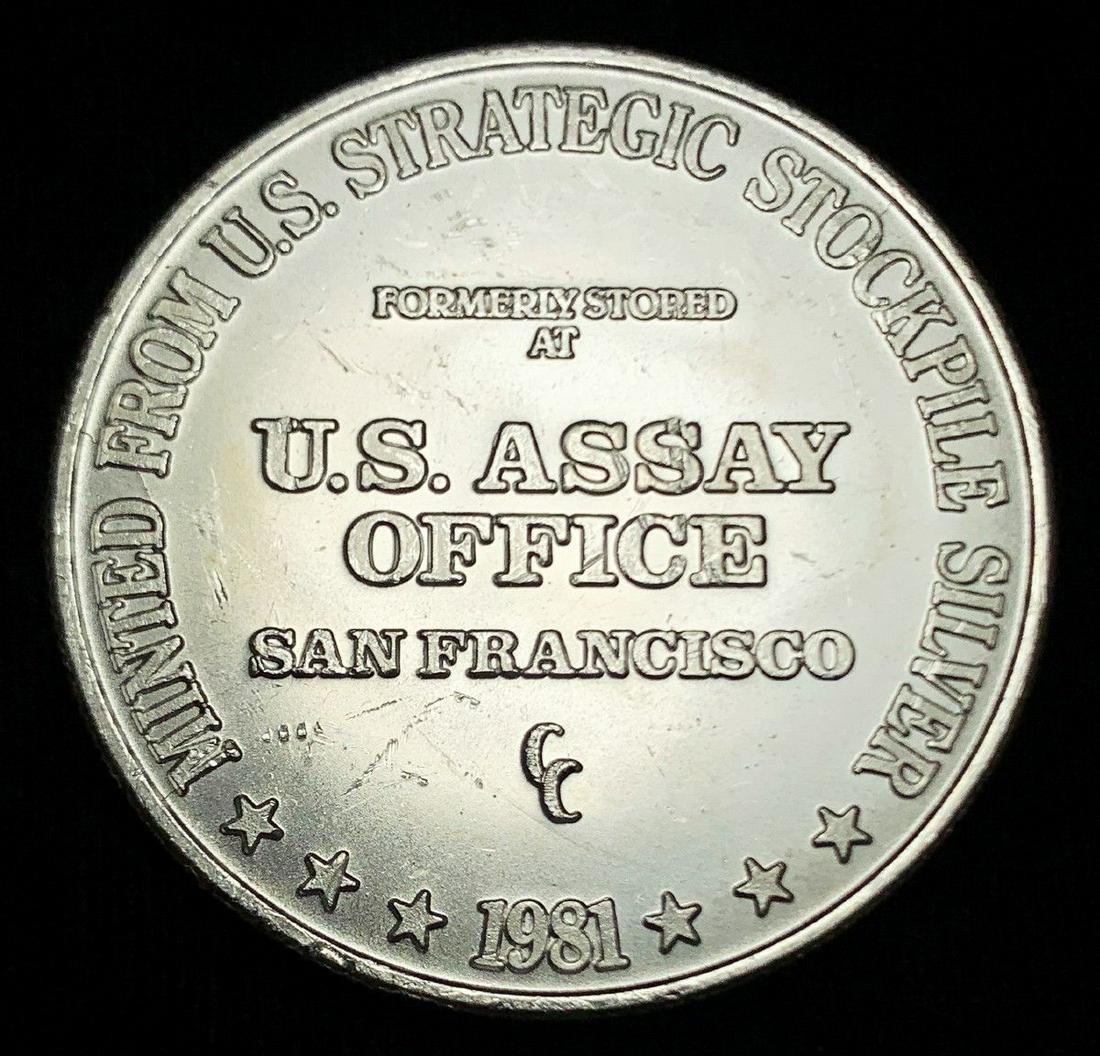 MINTED FROM U.S. STRATEGIC STOCKPILE SILVER
FORMERLY STORED
AT
U.S. ASSAY
OFFICE
SAN FRANCISCO
CC
1981